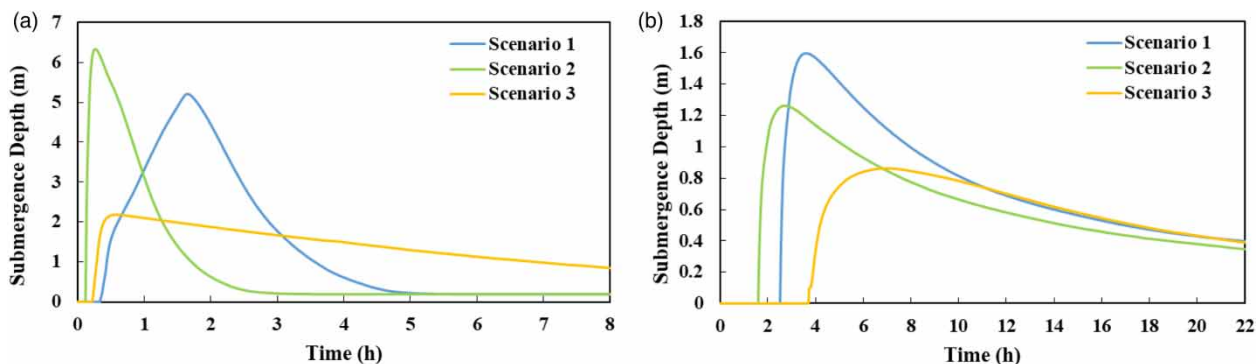 (a)
Submergence Depth (m)
7
6
5
4
3
2
1
0
Scenario 1
Scenario 2
Scenario 3
0 1 2 3 4 5 6 7 8
Time (h)
(b)
Submergence Depth (m)
1.8
1.6
1.4
1.2
1
0.8
0.6
0.4
0.2
0
Scenario 1
Scenario 2
Scenario 3
0 2 4 6 8 10 12 14 16 18 20 22
Time (h)